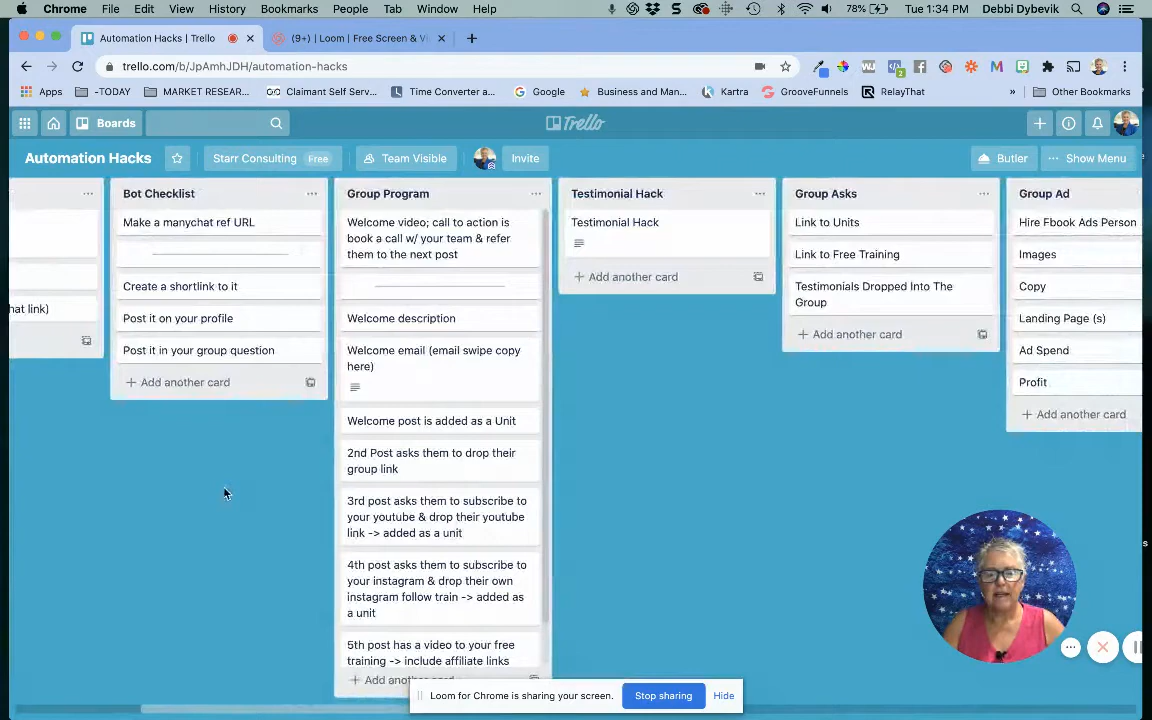 Chrome File Edit View History Bookmarks People Tab Window Help 78% Tue 1:34 PM Debbi Dybevik
Automation Hacks | Trello (9+) | Loom | Free Screen & V
trello.com/b/JpAmhJDH/automation-hacks
Apps -TODAY MARKET RESEAR... Claimant Self Serv... Time Converter a... Google Business and Man... Kartra GrooveFunnels RelayThat » Other Bookmarks
Boards Trello
Automation Hacks Starr Consulting Free Team Visible Invite Butler ... Show Menu
hat link)
Bot Checklist
Make a manychat ref URL
Create a shortlink to it
Post it on your profile
Post it in your group question
+ Add another card
Group Program
Welcome video; call to action is
book a call w/ your team & refer
them to the next post
Welcome description
Welcome email (email swipe copy
here)
Welcome post is added as a Unit
2nd Post asks them to drop their
group link
3rd post asks them to subscribe to
your youtube & drop their youtube
link -> added as a unit
4th post asks them to subscribe to
your instagram & drop their own
instagram follow train -> added as
a unit
5th post has a video to your free
training -> include affiliate links
+ Add another card
Testimonial Hack
Testimonial Hack
+ Add another card
Group Asks
Link to Units
Link to Free Training
Testimonials Dropped Into The
Group
+ Add another card
Group Ad
Hire Fbook Ads Person
Images
Copy
Landing Page (s)
Ad Spend
Profit
+ Add another card
Loom for Chrome is sharing your screen. Stop sharing Hide